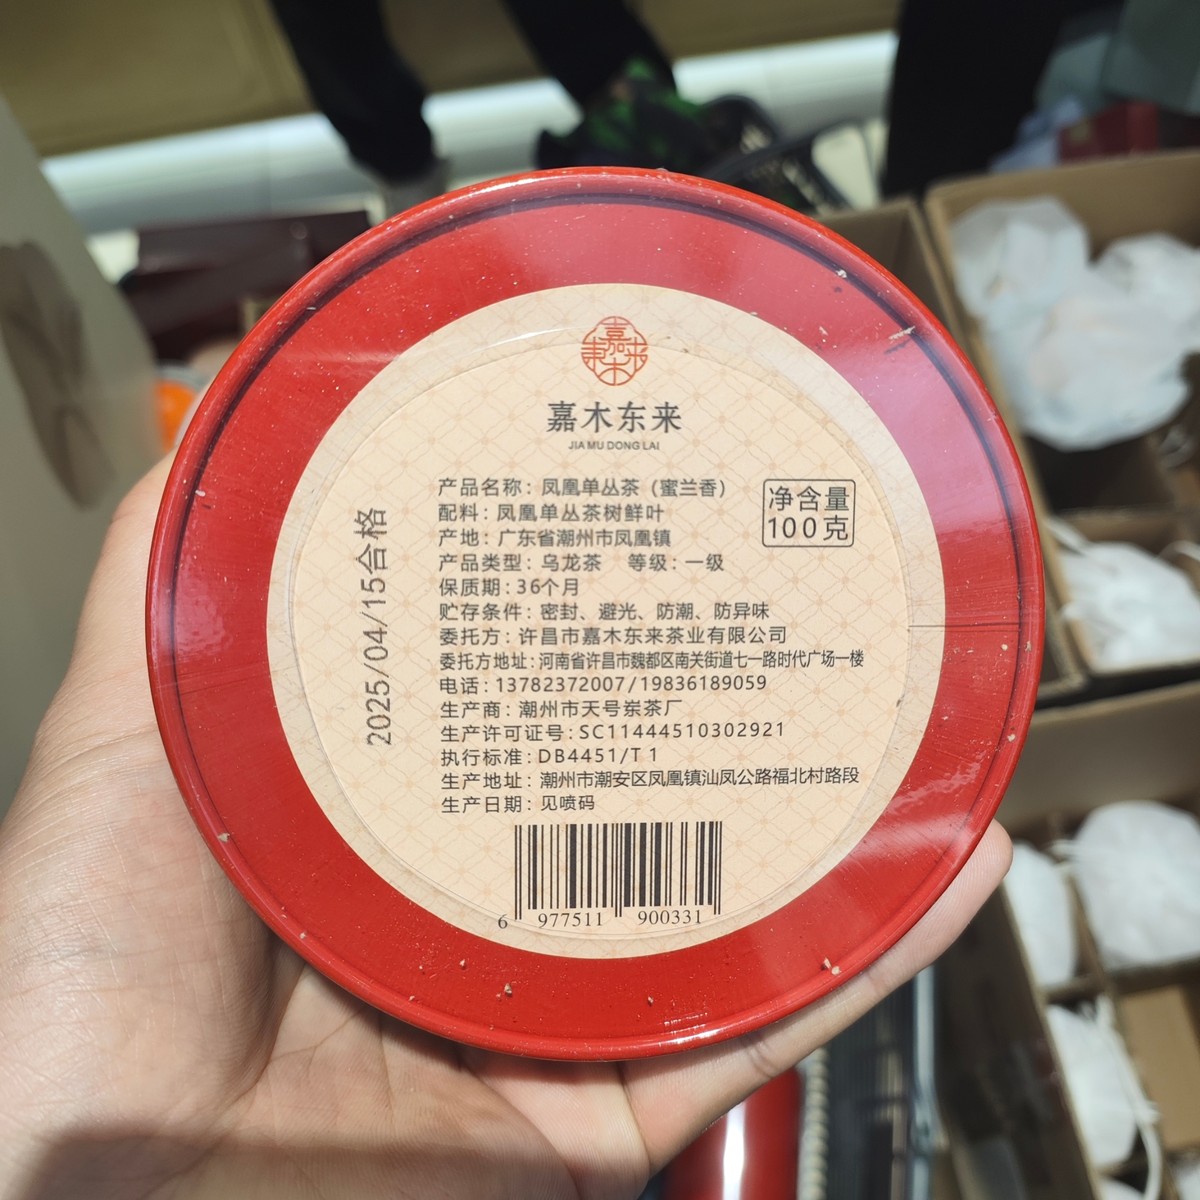 嘉木东来
嘉木东来
JIA MU DONG LAI
产品名称：凤凰单丛茶（蜜兰香）
配料：凤凰单丛茶树鲜叶
产地：广东省潮州市凤凰镇
产品类型：乌龙茶 等级：一级
保质期：36个月
贮存条件：密封、避光、防潮、防异味
委托方：许昌市嘉木东来茶业有限公司
委托方地址：河南省许昌市魏都区南关街道七一路时代广场一楼
电话：13782372007/19836189059
生产商：潮州市天号岽茶厂
生产许可证号：SC11444510302921
执行标准：DB4451/T 1
生产地址：潮州市潮安区凤凰镇汕凤公路福北村路段
生产日期：见喷码
净含量
100克
2025/04/15合格
6 977511 900331